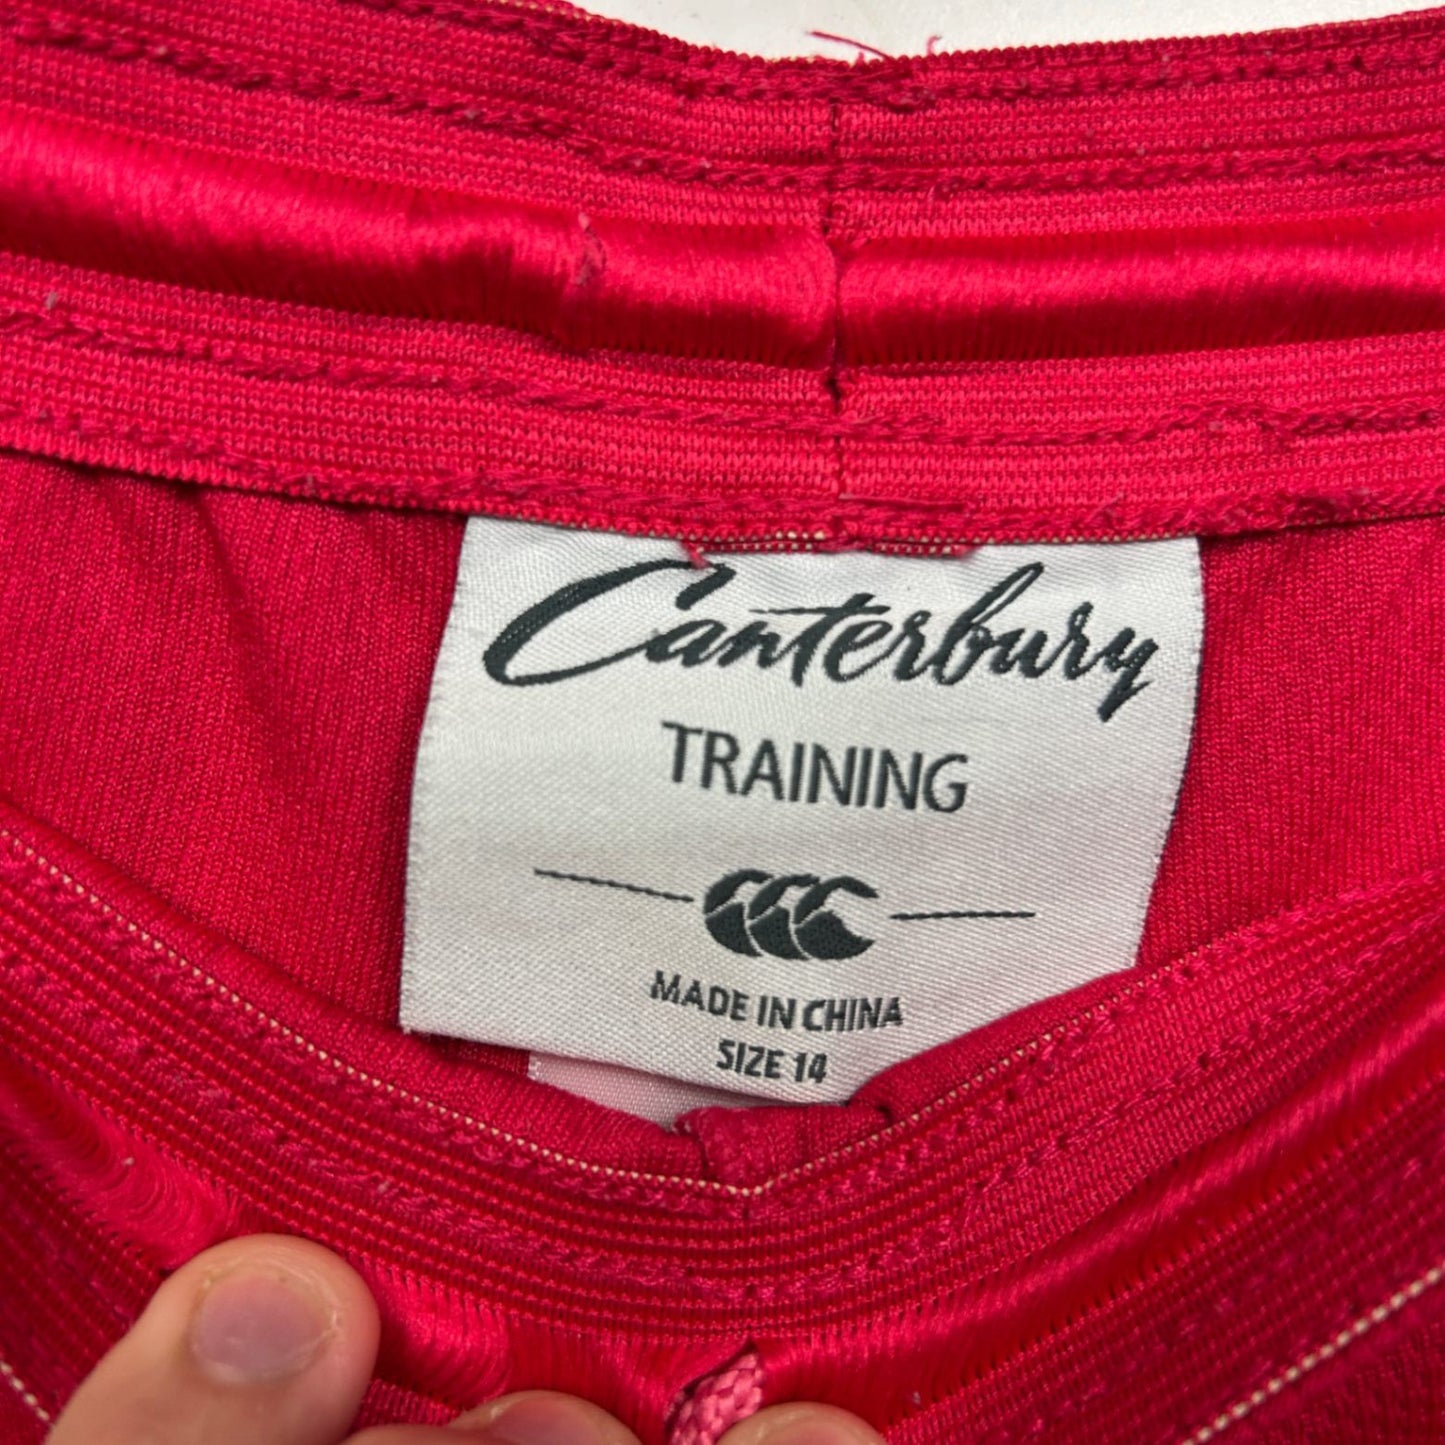 Canterbury
TRAINING
MADE IN CHINA
SIZE 14